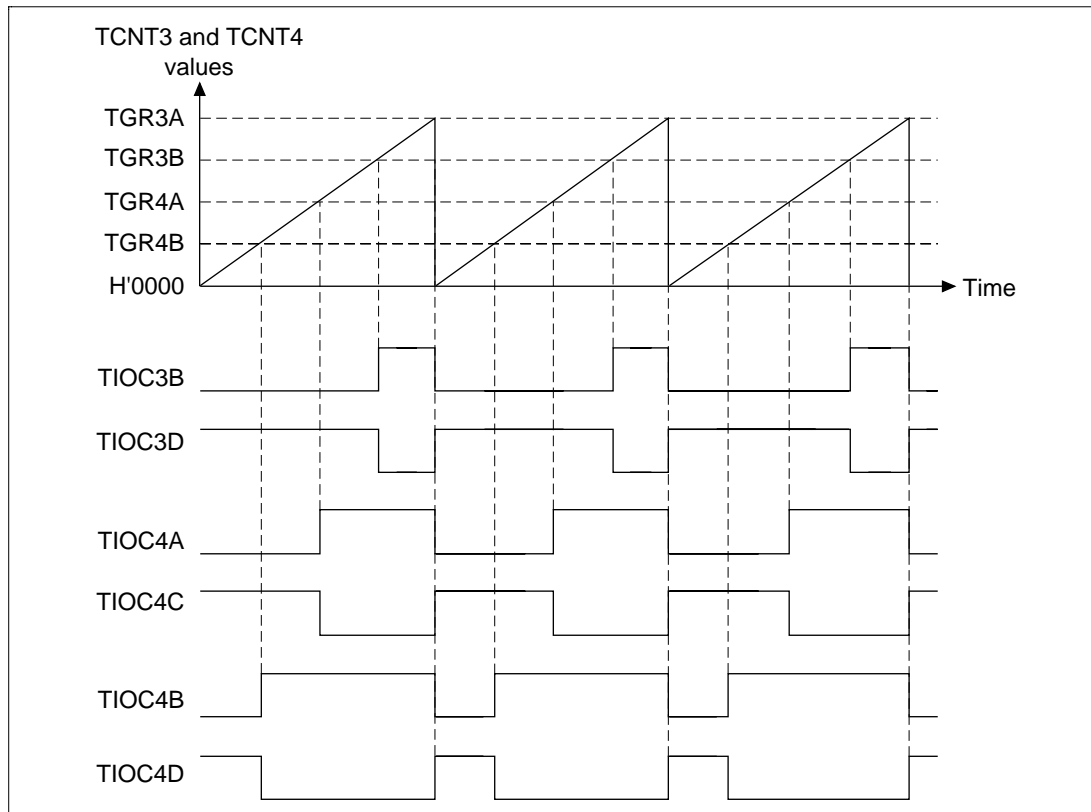 TCNT3 and TCNT4
values
TGR3A
TGR3B
TGR4A
TGR4B
H'0000
Time
TIOC3B
TIOC3D
TIOC4A
TIOC4C
TIOC4B
TIOC4D